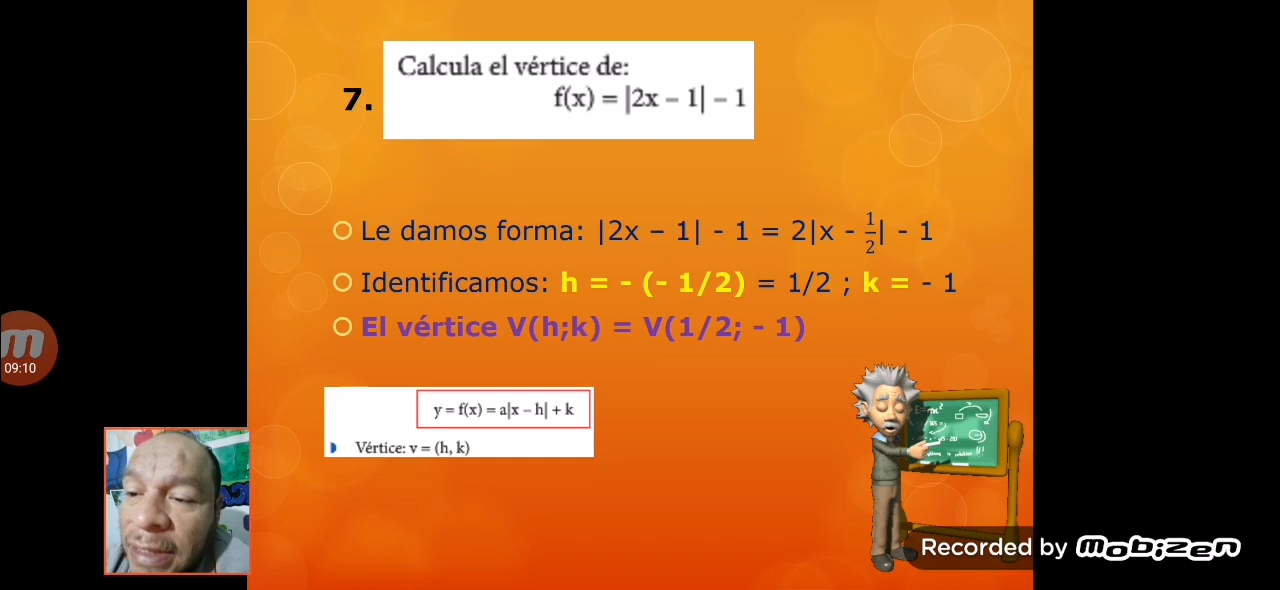 7.
Calcula el vértice de:
f(x) = |2x – 1| – 1
Le damos forma: |2x – 1| - 1 = 2|x - 1/2| - 1
Identificamos: h = - (- 1/2) = 1/2 ; k = - 1
El vértice V(h;k) = V(1/2; - 1)
y = f(x) = a|x – h| + k
Vértice: v = (h, k)
09:10
E=mc²
Recorded by mobizen